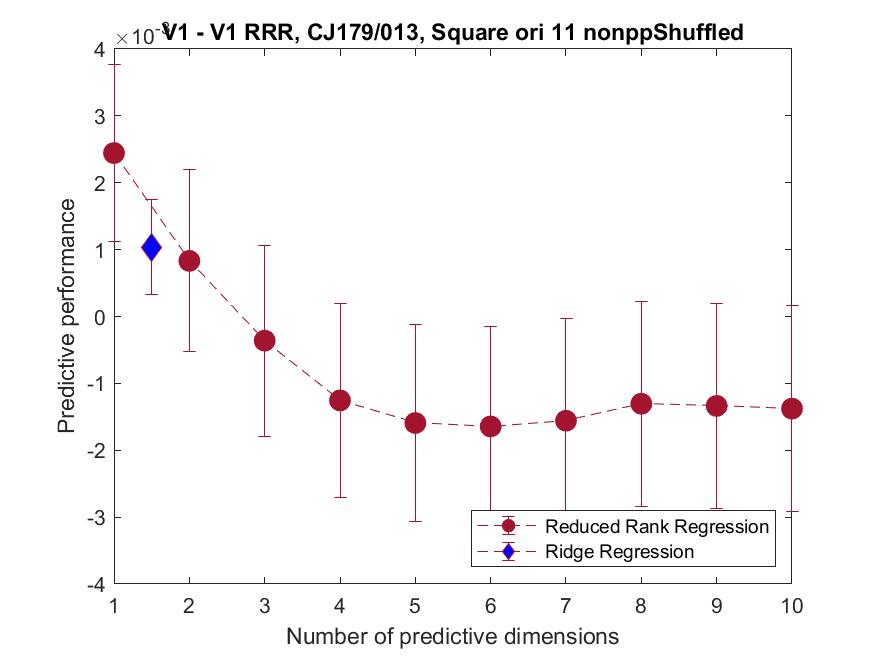 V1 - V1 RRR, CJ179/013, Square ori 11 nonppShuffled
×10⁻³
4
3
2
1
0
-1
-2
-3
-4
Predictive performance
1 2 3 4 5 6 7 8 9 10
Number of predictive dimensions
Reduced Rank Regression
Ridge Regression